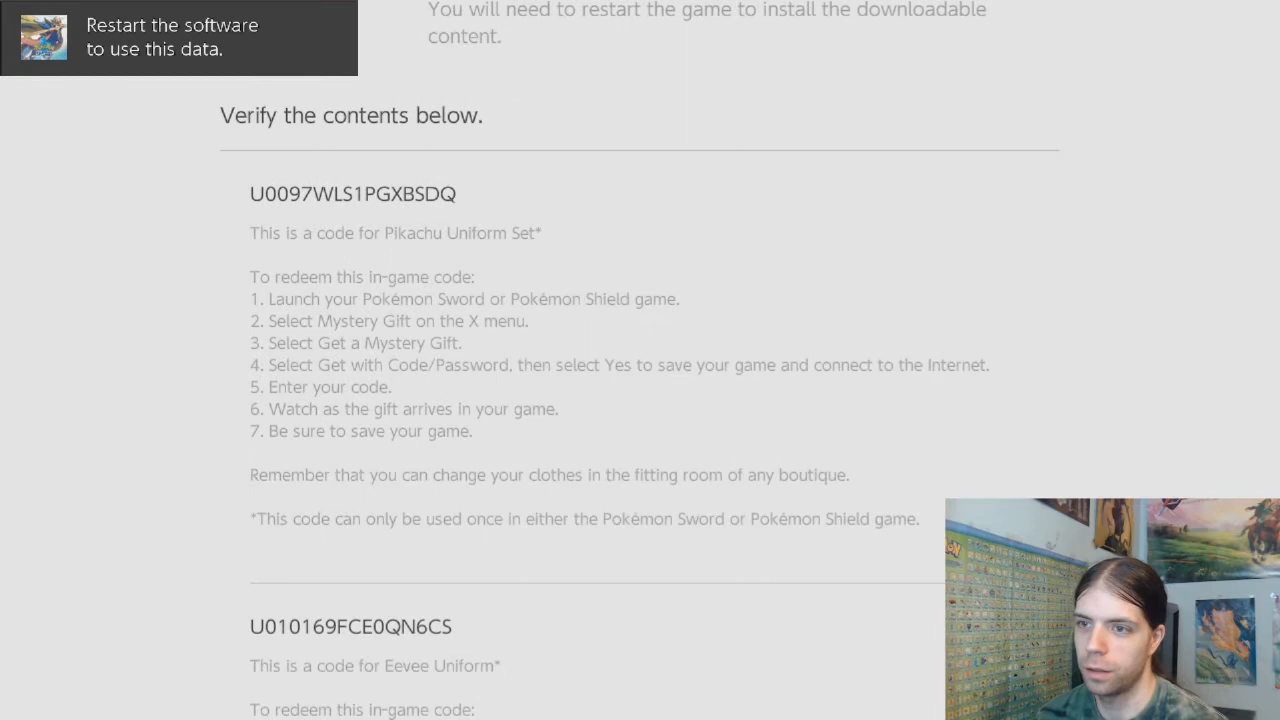 Restart the software
to use this data.
You will need to restart the game to install the downloadable
content.
Verify the contents below.
U0097WLS1PGXBSDQ
This is a code for Pikachu Uniform Set*
To redeem this in-game code:
1. Launch your Pokémon Sword or Pokémon Shield game.
2. Select Mystery Gift on the X menu.
3. Select Get a Mystery Gift.
4. Select Get with Code/Password, then select Yes to save your game and connect to the Internet.
5. Enter your code.
6. Watch as the gift arrives in your game.
7. Be sure to save your game.
Remember that you can change your clothes in the fitting room of any boutique.
*This code can only be used once in either the Pokémon Sword or Pokémon Shield game.
U010169FCE0QN6CS
This is a code for Eevee Uniform*
To redeem this in-game code: